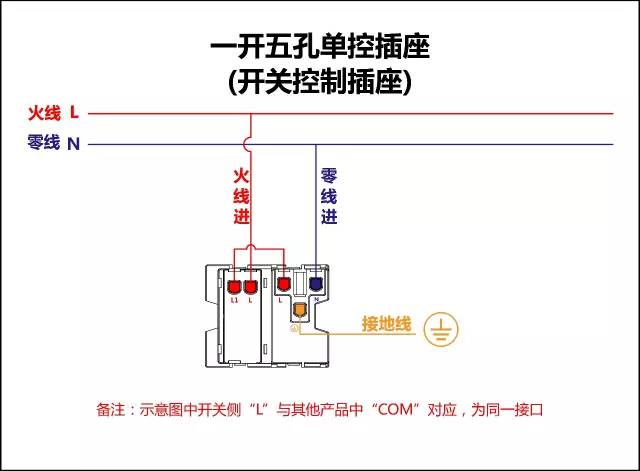 一开五孔单控插座
(开关控制插座)
火线 L
零线 N
火线进
零线进
L1 L L N
接地线
备注：示意图中开关侧“L”与其他产品中“COM”对应，为同一接口